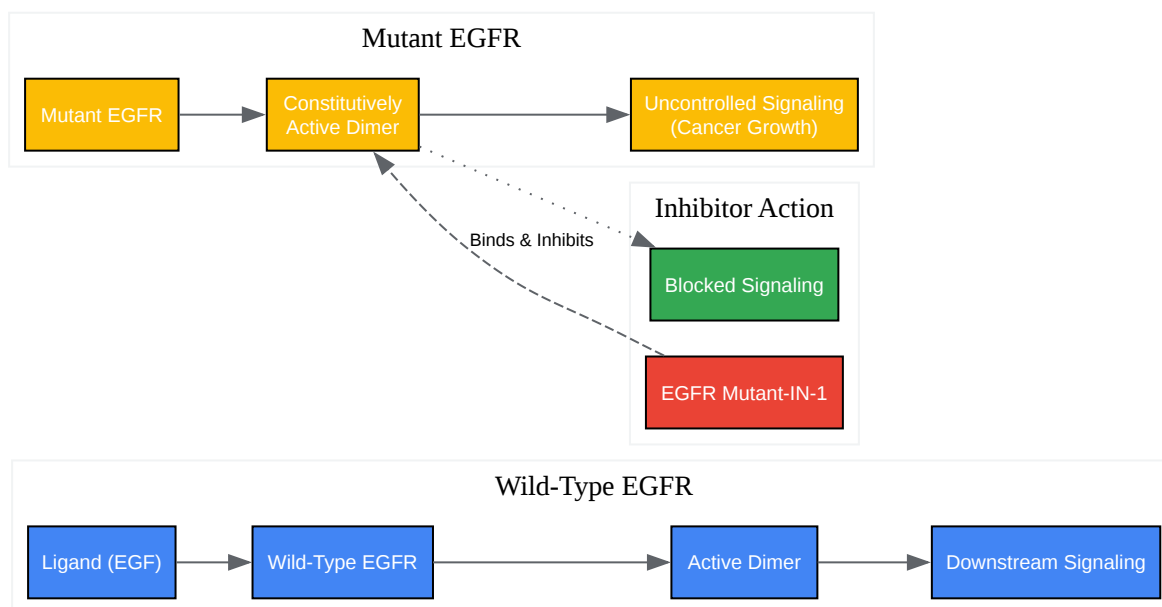 Mutant EGFR
Mutant EGFR
Constitutively
Active Dimer
Uncontrolled Signaling
(Cancer Growth)
Inhibitor Action
Binds & Inhibits
Blocked Signaling
EGFR Mutant-IN-1
Wild-Type EGFR
Ligand (EGF)
Wild-Type EGFR
Active Dimer
Downstream Signaling